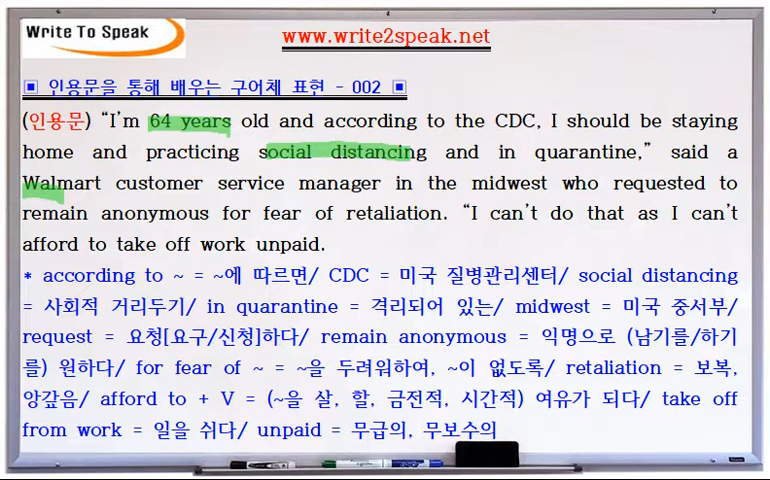 Write To Speak
www.write2speak.net
▣ 인용문을 통해 배우는 구어체 표현 - 002 ▣
(인용문) “I’m 64 years old and according to the CDC, I should be staying
home and practicing social distancing and in quarantine,” said a
Walmart customer service manager in the midwest who requested to
remain anonymous for fear of retaliation. “I can’t do that as I can’t
afford to take off work unpaid.
* according to ~ = ~에 따르면/ CDC = 미국 질병관리센터/ social distancing
= 사회적 거리두기/ in quarantine = 격리되어 있는/ midwest = 미국 중서부/
request = 요청[요구/신청]하다/ remain anonymous = 익명으로 (남기를/하기
를) 원하다/ for fear of ~ = ~을 두려워하여, ~이 없도록/ retaliation = 보복,
앙갚음/ afford to + V = (~을 살, 할, 금전적, 시간적) 여유가 되다/ take off
from work = 일을 쉬다/ unpaid = 무급의, 무보수의